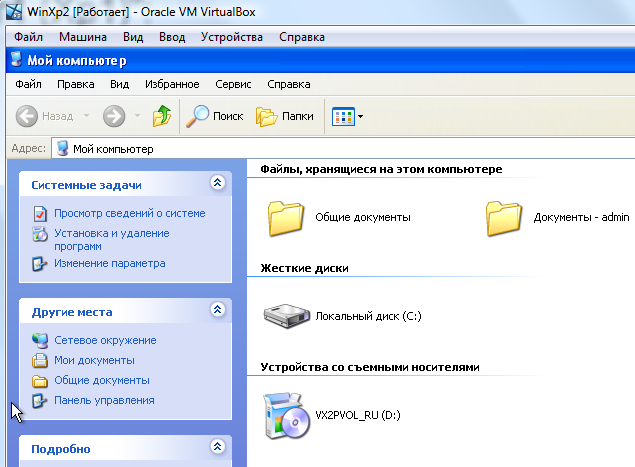 WinXp2 [Работает] - Oracle VM VirtualBox
Файл Машина Вид Ввод Устройства Справка
Мой компьютер
Файл Правка Вид Избранное Сервис Справка
Назад Поиск Папки
Адрес: Мой компьютер
Системные задачи
Просмотр сведений о системе
Установка и удаление
программ
Изменение параметра
Другие места
Сетевое окружение
Мои документы
Общие документы
Панель управления
Подробно
Файлы, хранящиеся на этом компьютере
Общие документы Документы - admin
Жесткие диски
Локальный диск (C:)
Устройства со съемными носителями
VX2PVOL_RU (D:)